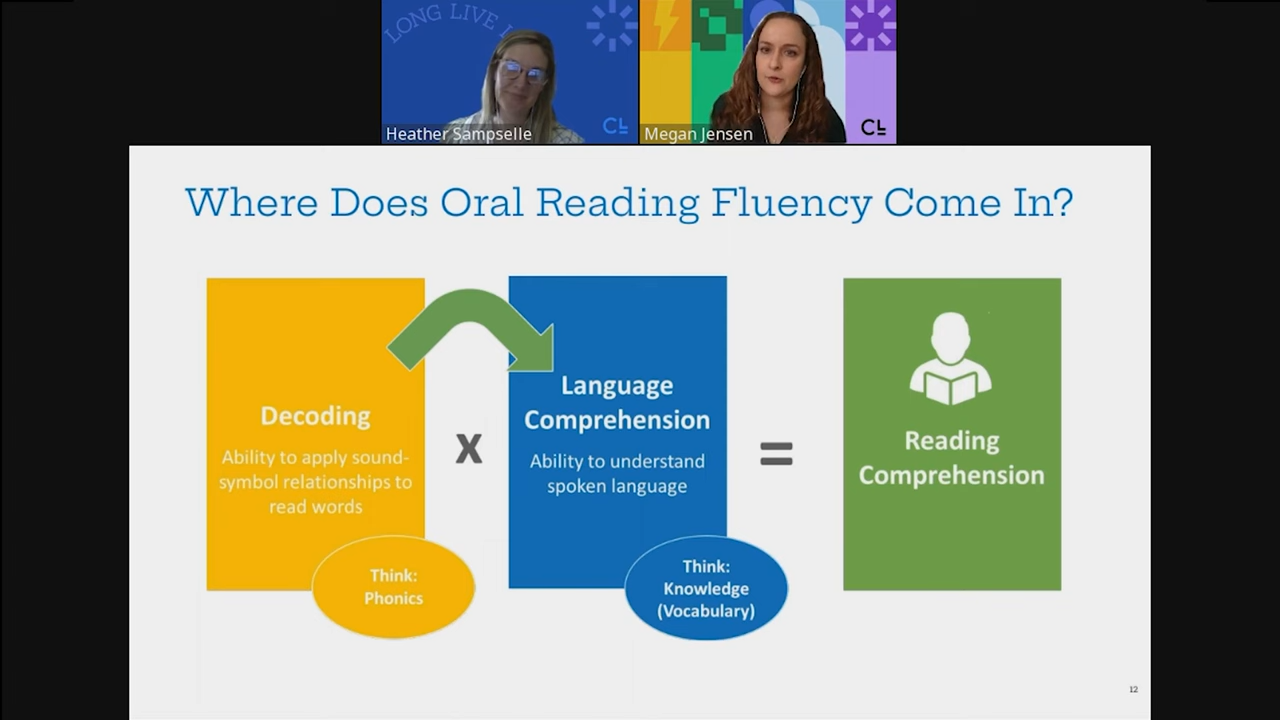 LONG LIVE
CL
Heather Sampselle
CL
Megan Jensen
Where Does Oral Reading Fluency Come In?
Decoding
Ability to apply sound-
symbol relationships to
read words
Think:
Phonics
x
Language
Comprehension
Ability to understand
spoken language
Think:
Knowledge
(Vocabulary)
=
Reading
Comprehension
12